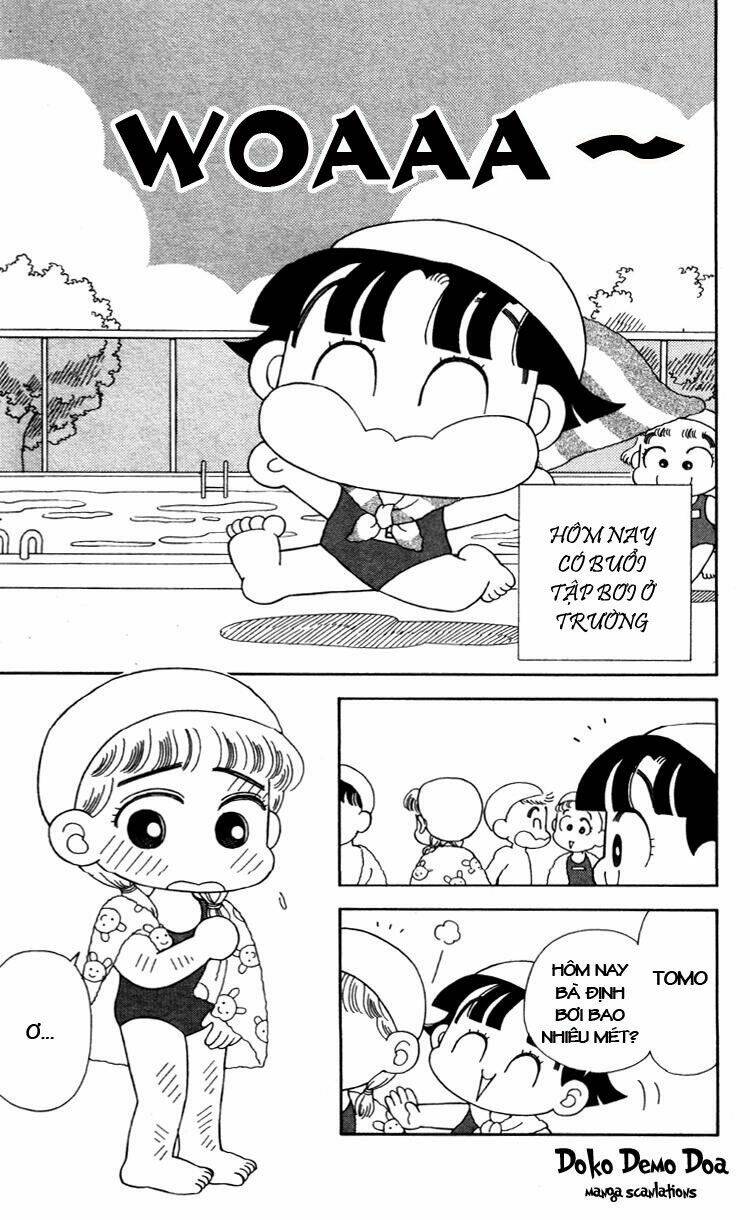 WOAAA ~
HÔM NAY
CÓ BUỔI
TẬP BƠI Ở
TRƯỜNG
TOMO
HÔM NAY
BÀ ĐỊNH
BƠI BAO
NHIÊU MÉT?
Ơ...
Doko Demo Doa
manga scanlations